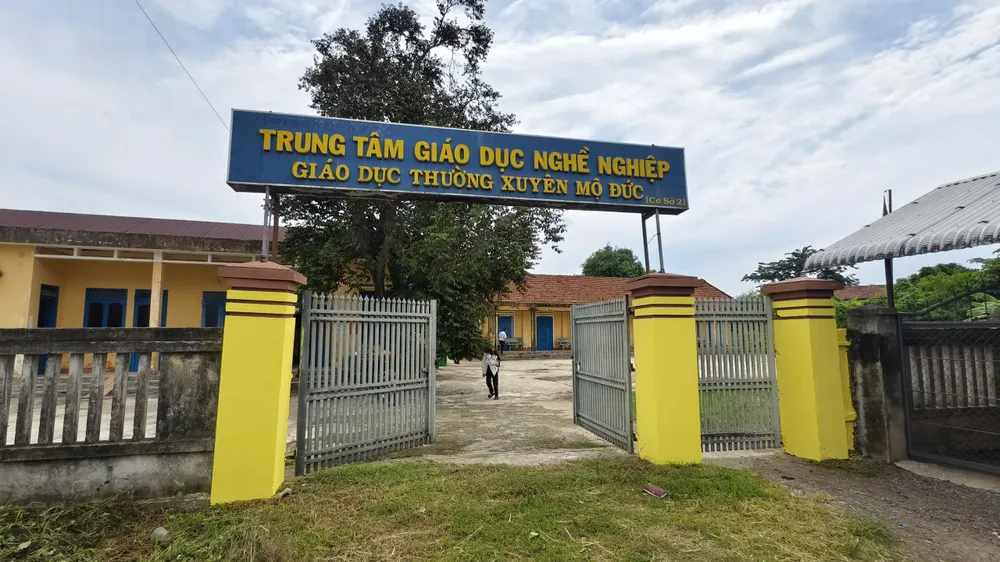 TRUNG TÂM GIÁO DỤC NGHỀ NGHIỆP
GIÁO DỤC THƯỜNG XUYÊN MỘ ĐỨC
(Cơ Sở 2)